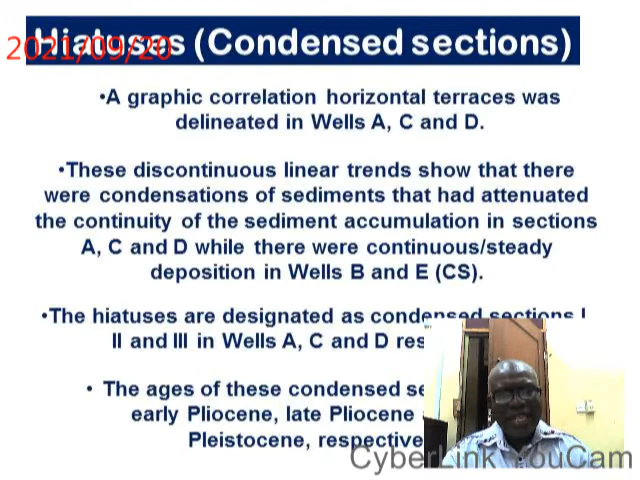 Hiatuses (Condensed sections)
2021/09/20
•A graphic correlation horizontal terraces was
delineated in Wells A, C and D.
•These discontinuous linear trends show that there
were condensations of sediments that had attenuated
the continuity of the sediment accumulation in sections
A, C and D while there were continuous/steady
deposition in Wells B and E (CS).
•The hiatuses are designated as condensed sections I,
II and III in Wells A, C and D
• The ages of these condensed
early Pliocene, late Pliocene
Pleistocene,
CyberLink YouCam